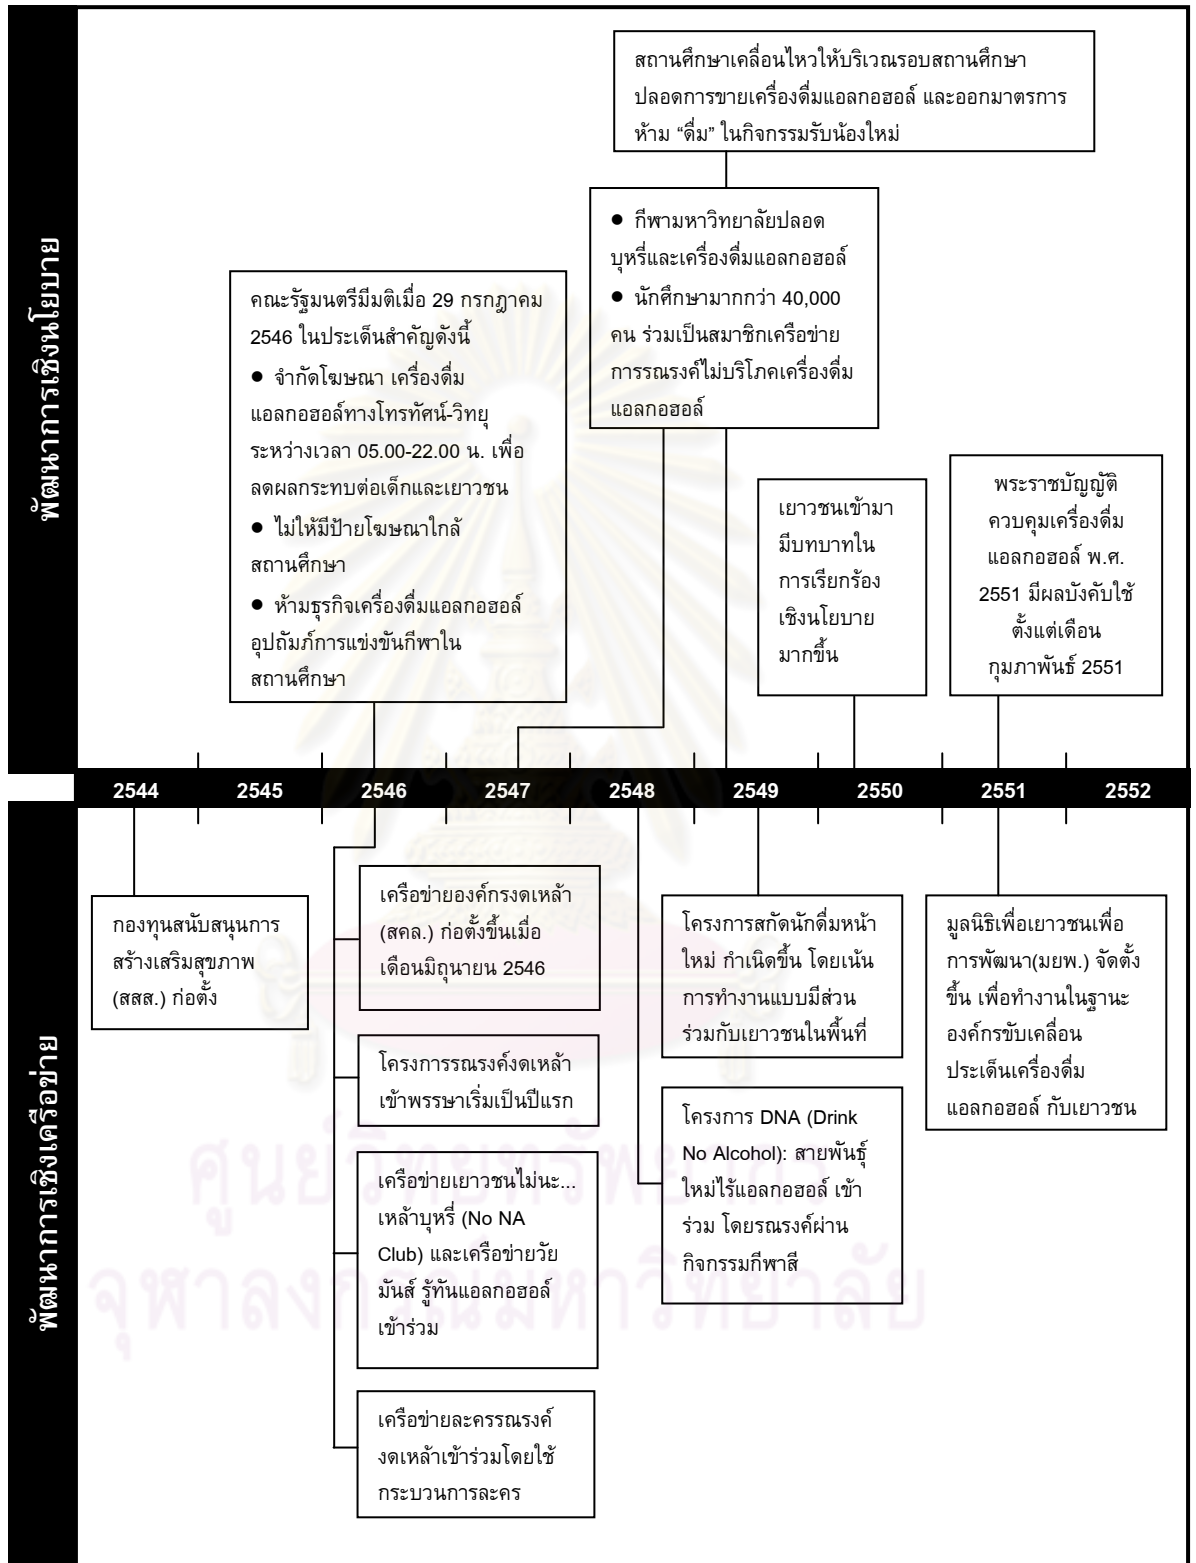 พัฒนาการเชิงนโยบาย
สถานศึกษาเคลื่อนไหวให้บริเวณรอบสถานศึกษา
ปลอดการขายเครื่องดื่มแอลกอฮอล์ และออกมาตรการ
ห้าม “ดื่ม” ในกิจกรรมรับน้องใหม่
● กีฬามหาวิทยาลัยปลอด
บุหรี่และเครื่องดื่มแอลกอฮอล์
● นักศึกษามากกว่า 40,000
คน ร่วมเป็นสมาชิกเครือข่าย
การรณรงค์ไม่บริโภคเครื่องดื่ม
แอลกอฮอล์
คณะรัฐมนตรีมีมติเมื่อ 29 กรกฎาคม
2546 ในประเด็นสำคัญดังนี้
● จำกัดโฆษณา เครื่องดื่ม
แอลกอฮอล์ทางโทรทัศน์-วิทยุ
ระหว่างเวลา 05.00-22.00 น. เพื่อ
ลดผลกระทบต่อเด็กและเยาวชน
● ไม่ให้มีป้ายโฆษณาใกล้
สถานศึกษา
● ห้ามธุรกิจเครื่องดื่มแอลกอฮอล์
อุปถัมภ์การแข่งขันกีฬาใน
สถานศึกษา
เยาวชนเข้ามา
มีบทบาทใน
การเรียกร้อง
เชิงนโยบาย
มากขึ้น
พระราชบัญญัติ
ควบคุมเครื่องดื่ม
แอลกอฮอล์ พ.ศ.
2551 มีผลบังคับใช้
ตั้งแต่เดือน
กุมภาพันธ์ 2551
2544 2545 2546 2547 2548 2549 2550 2551 2552
พัฒนาการเชิงเครือข่าย
กองทุนสนับสนุนการ
สร้างเสริมสุขภาพ
(สสส.) ก่อตั้ง
เครือข่ายองค์กรงดเหล้า
(สคล.) ก่อตั้งขึ้นเมื่อ
เดือนมิถุนายน 2546
โครงการรณรงค์งดเหล้า
เข้าพรรษาเริ่มเป็นปีแรก
เครือข่ายเยาวชนไม่นะ...
เหล้าบุหรี่ (No NA
Club) และเครือข่ายวัย
มันส์ รู้ทันแอลกอฮอล์
เข้าร่วม
เครือข่ายละครรณรงค์
งดเหล้าเข้าร่วมโดยใช้
กระบวนการละคร
โครงการสกัดนักดื่มหน้า
ใหม่ กำเนิดขึ้น โดยเน้น
การทำงานแบบมีส่วน
ร่วมกับเยาวชนในพื้นที่
โครงการ DNA (Drink
No Alcohol): สายพันธุ์
ใหม่ไร้แอลกอฮอล์ เข้า
ร่วม โดยรณรงค์ผ่าน
กิจกรรมกีฬาสี
มูลนิธิเพื่อเยาวชนเพื่อ
การพัฒนา(มยพ.) จัดตั้ง
ขึ้น เพื่อทำงานในฐานะ
องค์กรขับเคลื่อน
ประเด็นเครื่องดื่ม
แอลกอฮอล์ กับเยาวชน
ศูนย์วิทยทรัพยากร
จุฬาลงกรณ์มหาวิทยาลัย